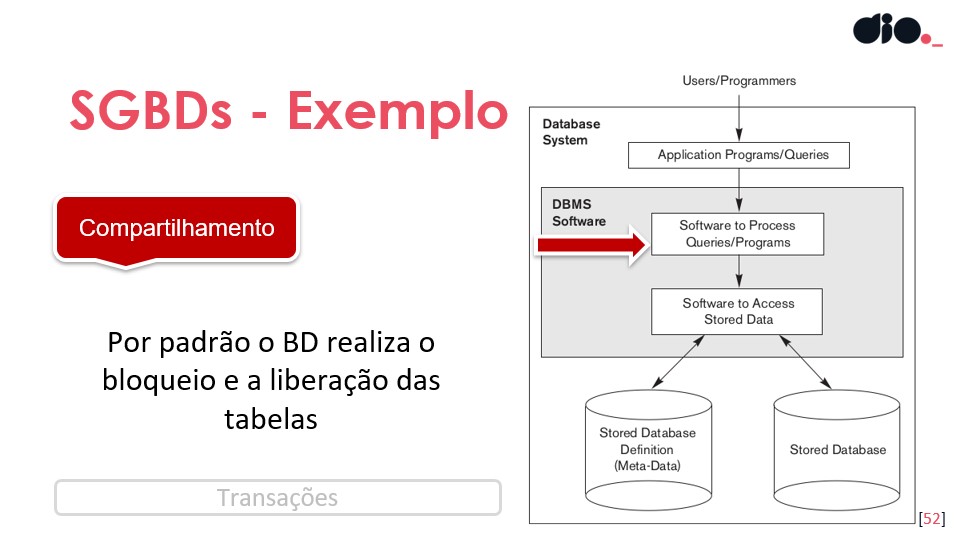 dio._
SGBDs - Exemplo
Compartilhamento
Por padrão o BD realiza o
bloqueio e a liberação das
tabelas
Transações
Users/Programmers
Database
System
Application Programs/Queries
DBMS
Software
Software to Process
Queries/Programs
Software to Access
Stored Data
Stored Database
Definition
(Meta-Data)
Stored Database
[52]